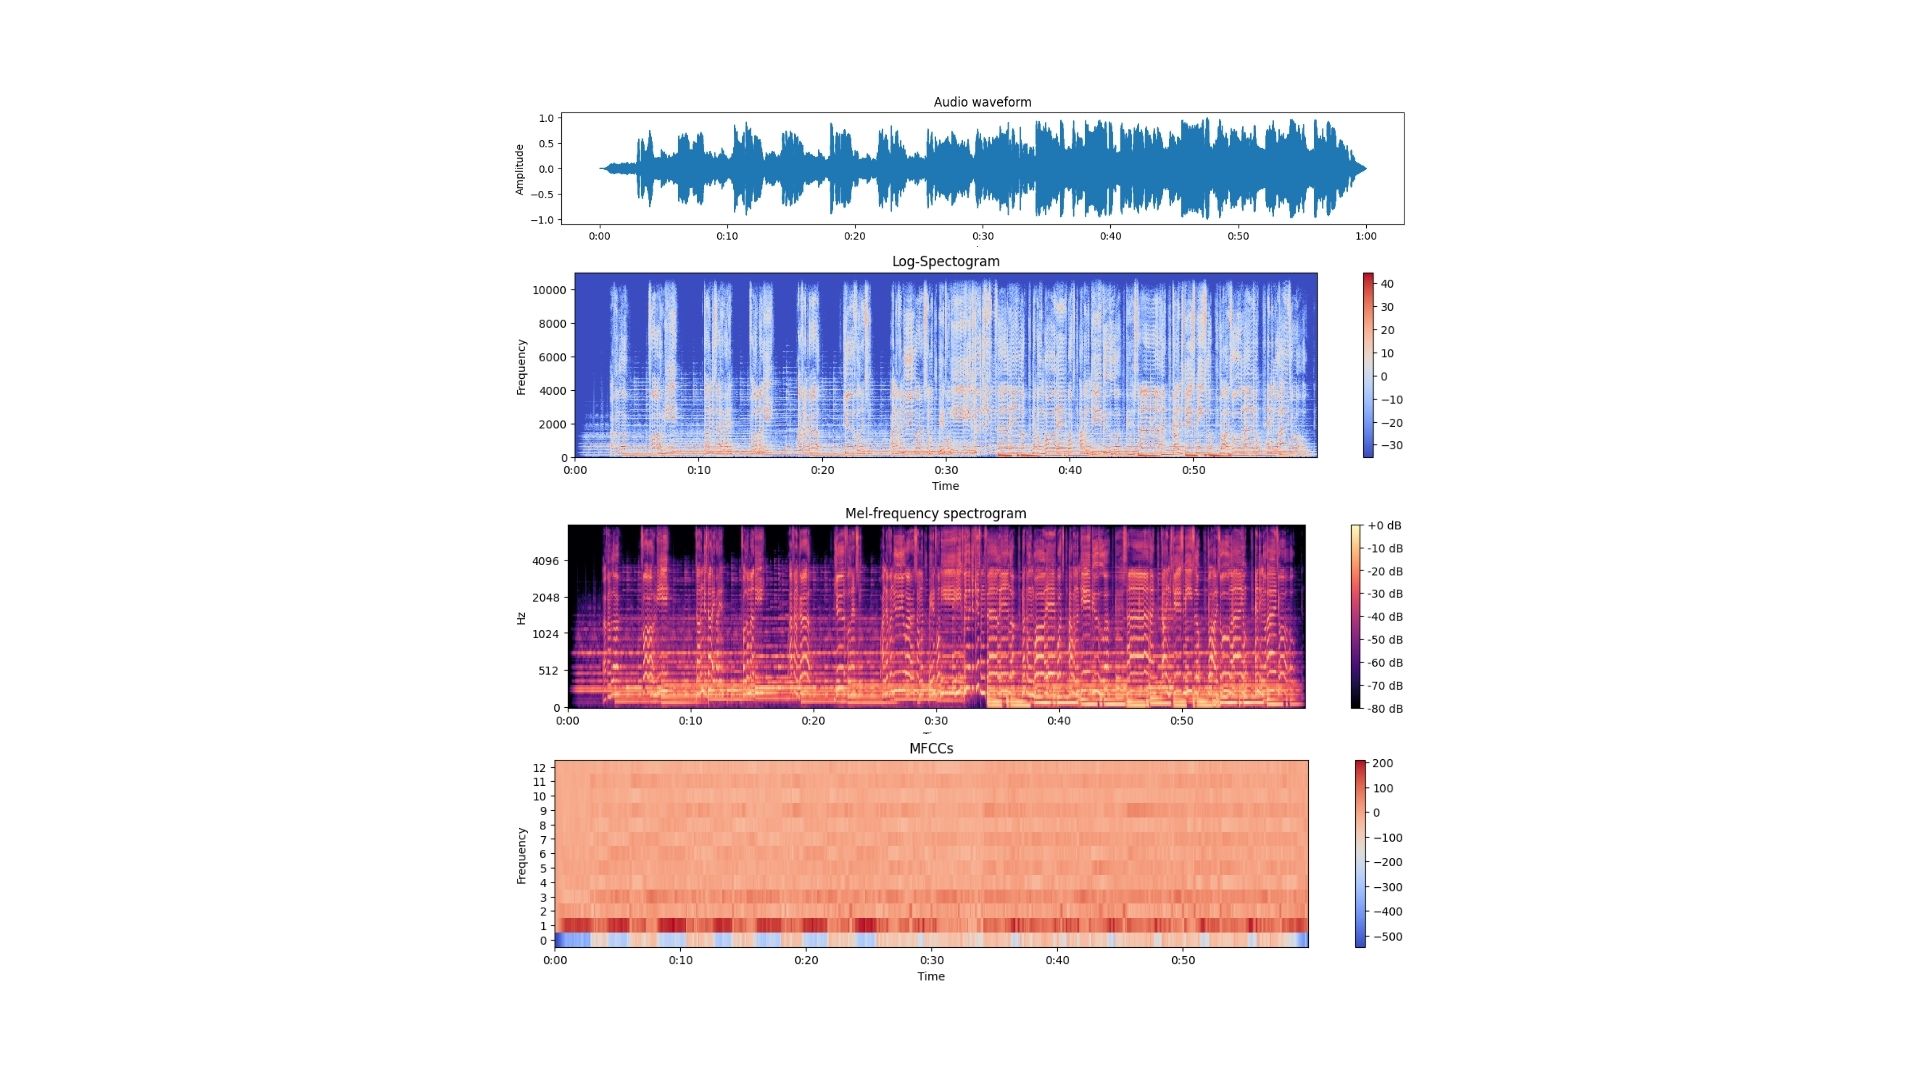 Audio waveform
1.0
0.5
0.0
−0.5
−1.0
Amplitude
0:00 0:10 0:20 0:30 0:40 0:50 1:00
Log-Spectogram
10000
8000
6000
4000
2000
0
Frequency
0:00 0:10 0:20 0:30 0:40 0:50
Time
40
30
20
10
0
−10
−20
−30
Mel-frequency spectrogram
4096
2048
1024
512
0
Hz
0:00 0:10 0:20 0:30 0:40 0:50
+0 dB
-10 dB
-20 dB
-30 dB
-40 dB
-50 dB
-60 dB
-70 dB
-80 dB
MFCCs
12
11
10
9
8
7
6
5
4
3
2
1
0
Frequency
0:00 0:10 0:20 0:30 0:40 0:50
Time
200
100
0
−100
−200
−300
−400
−500